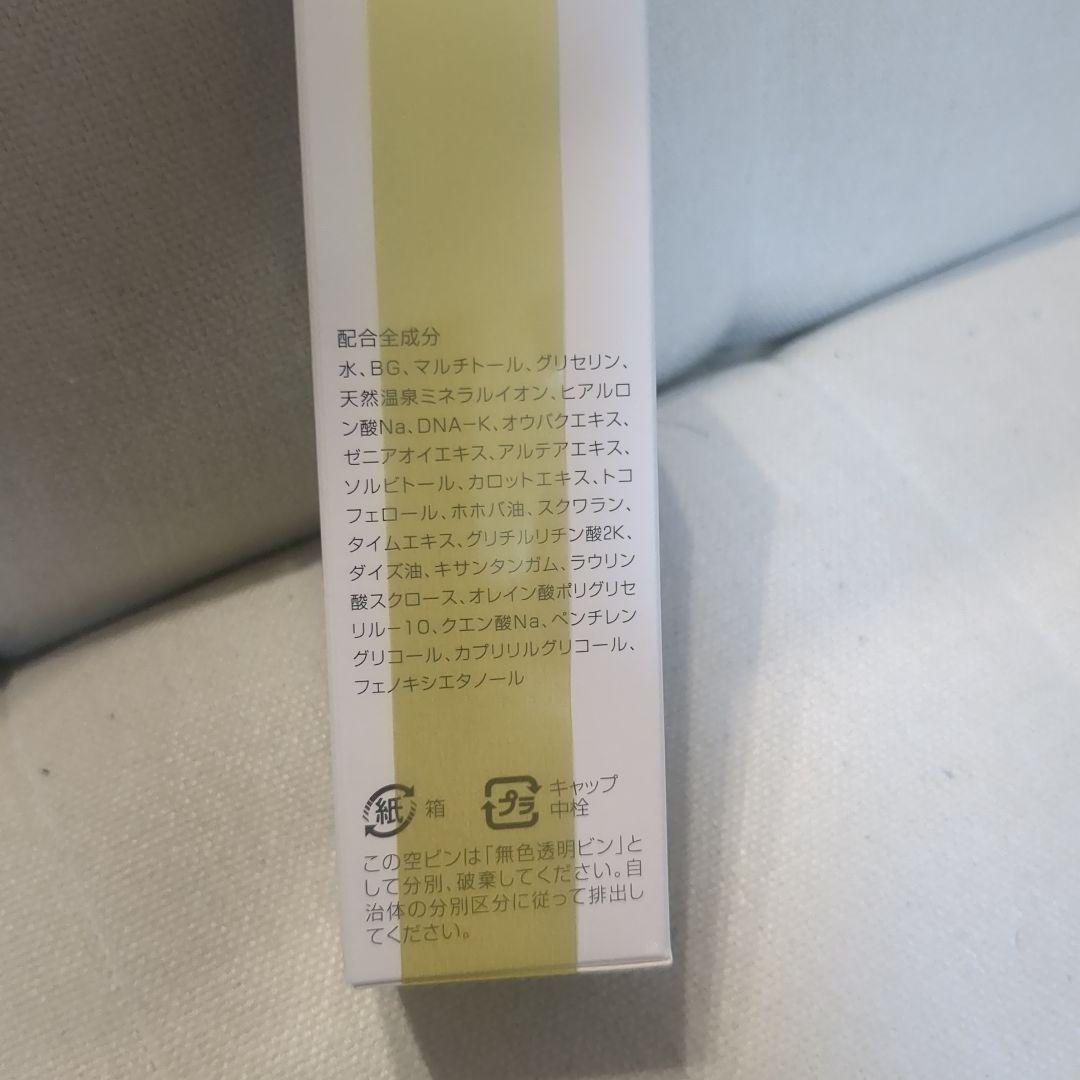 配合全成分
水、BG、マルチトール、グリセリン、
天然温泉ミネラルイオン、ヒアルロ
ン酸Na、DNA-K、オウバクエキス、
ゼニアオイエキス、アルテアエキス、
ソルビトール、カロットエキス、トコ
フェロール、ホホバ油、スクワラン、
タイムエキス、グリチルリチン酸2K、
ダイズ油、キサンタンガム、ラウリン
酸スクロース、オレイン酸ポリグリセ
リル-10、クエン酸Na、ペンチレン
グリコール、カプリリルグリコール、
フェノキシエタノール
紙 箱
プラ キャップ
中栓
この空ビンは「無色透明ビン」と
して分別、破棄してください。自
治体の分別区分に従って排出し
てください。